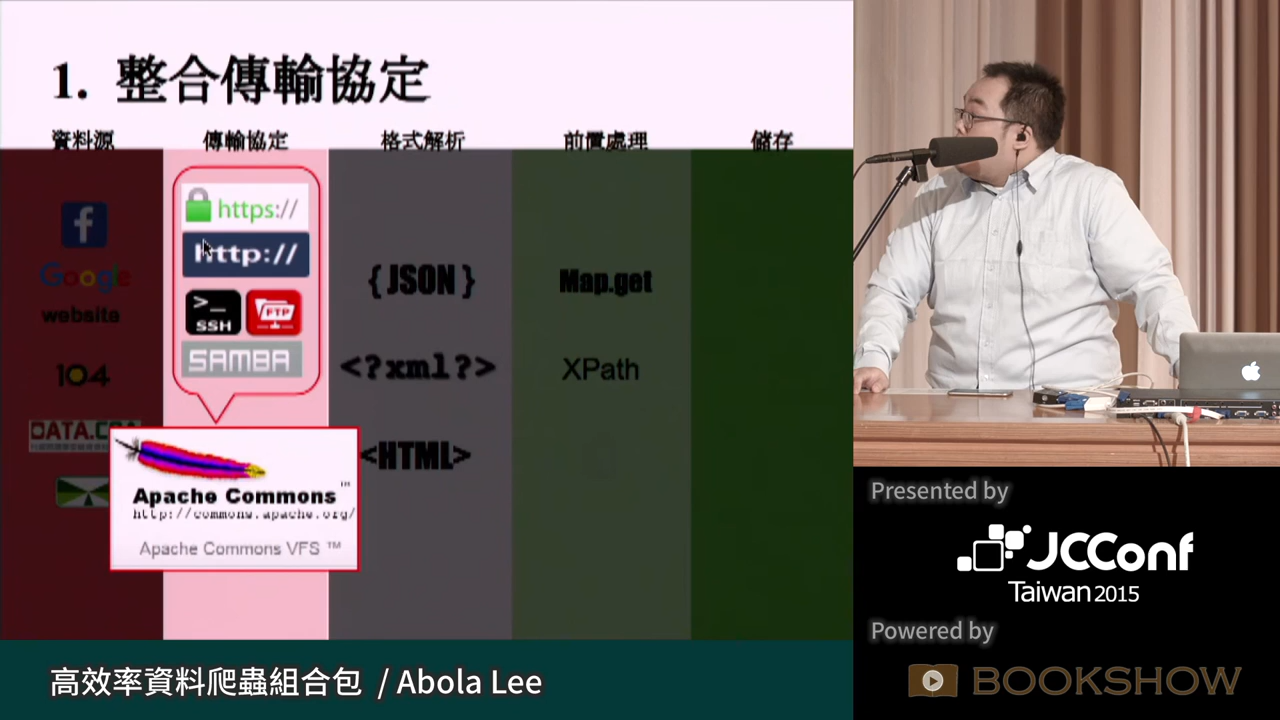 1. 整合傳輸協定
資料源
傳輸協定
格式解析
前置處理
儲存
https://
http://
>_
SSH
FTP
SAMBA
Google
website
104
{ JSON }
Map.get
<?xml?>
XPath
<HTML>
Apache Commons ™
http://commons.apache.org/
Apache Commons VFS ™
高效率資料爬蟲組合包 / Abola Lee
Presented by
JCConf
Taiwan 2015
Powered by
BOOKSHOW